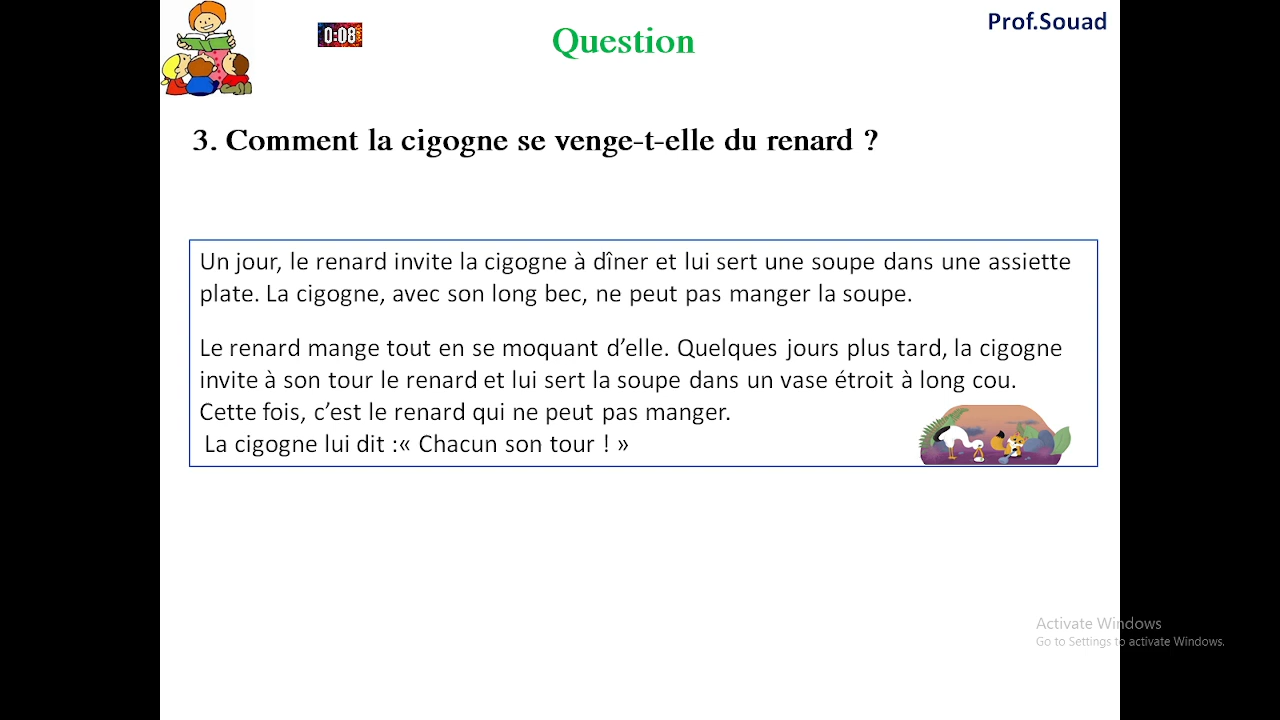 0:08
Question
Prof.Souad
3. Comment la cigogne se venge-t-elle du renard ?
Un jour, le renard invite la cigogne à dîner et lui sert une soupe dans une assiette
plate. La cigogne, avec son long bec, ne peut pas manger la soupe.
Le renard mange tout en se moquant d’elle. Quelques jours plus tard, la cigogne
invite à son tour le renard et lui sert la soupe dans un vase étroit à long cou.
Cette fois, c’est le renard qui ne peut pas manger.
La cigogne lui dit :« Chacun son tour ! »
Activate Windows
Go to Settings to activate Windows.